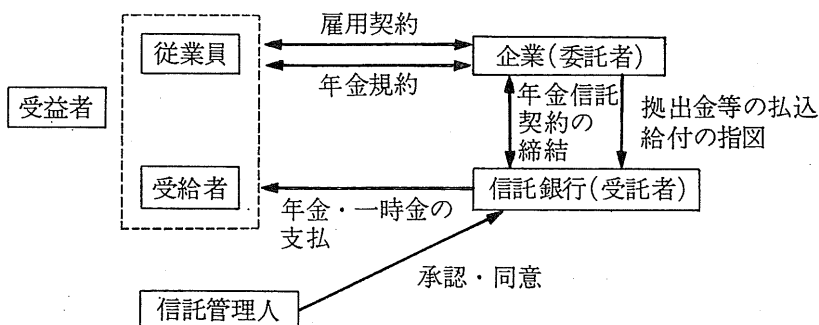 雇用契約
従業員
企業(委託者)
年金規約
受益者
年金信託
契約の
締結
拠出金等の払込
給付の指図
受給者
信託銀行(受託者)
年金・一時金の
支払
承認・同意
信託管理人